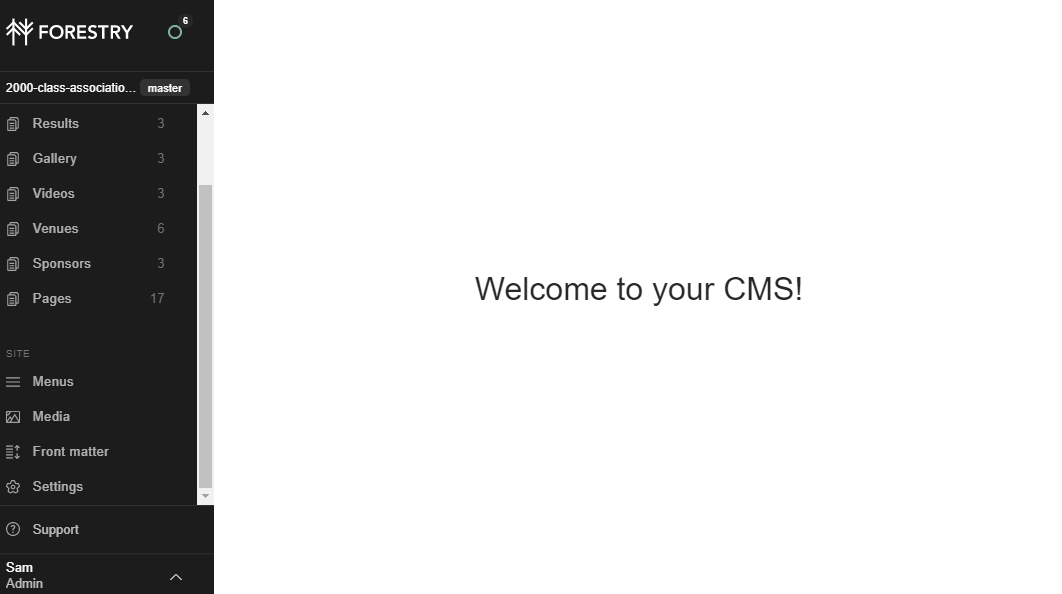 FORESTRY
6
2000-class-associatio... master
Results 3
Gallery 3
Videos 3
Venues 6
Sponsors 3
Pages 17
SITE
Menus
Media
Front matter
Settings
Support
Sam
Admin
Welcome to your CMS!